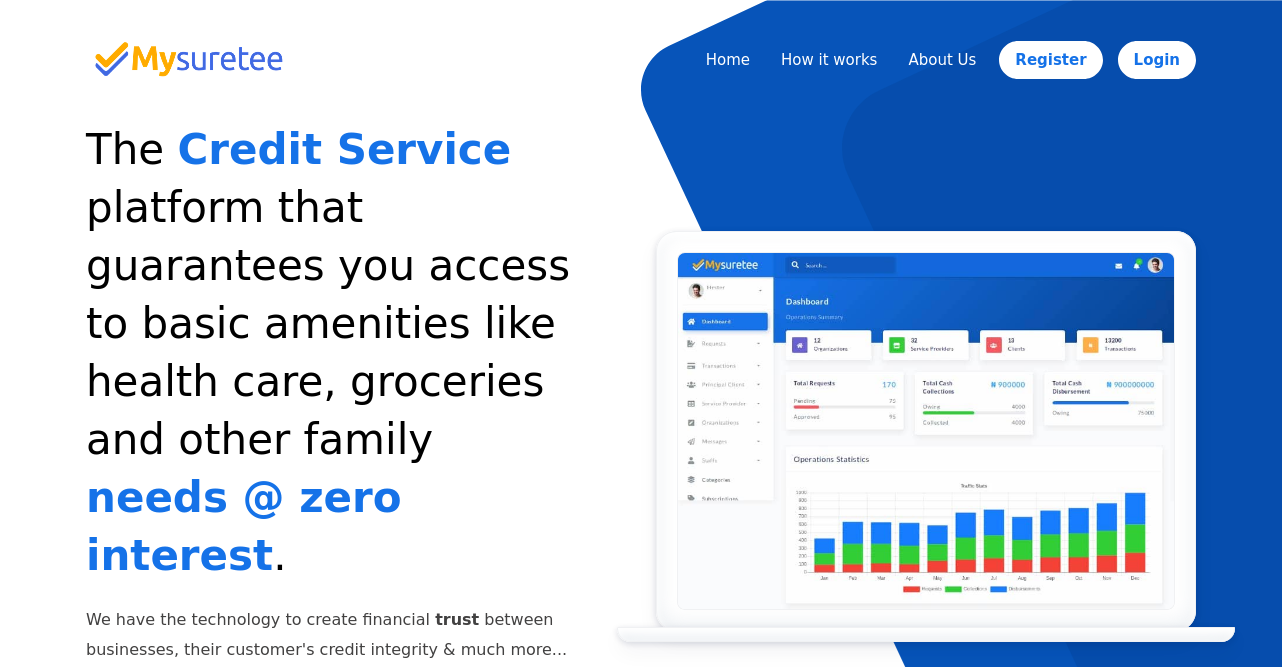 Mysuretee
Home How it works About Us Register Login
The Credit Service
platform that
guarantees you access
to basic amenities like
health care, groceries
and other family
needs @ zero
interest.
We have the technology to create financial trust between
businesses, their customer's credit integrity & much more...
Mysuretee
Search...
Dashboard
Operations Summary
Dashboard
Requests
Transactions
Principal Client
Service Provider
Organizations
Messages
Staffs
Categories
Subscriptions
12
Organizations
32
Service Providers
13
Clients
13200
Transactions
Total Requests 170
Pending 75
Approved 95
Total Cash
Collections
₦ 900000
Owing 4000
Collected 4000
Total Cash
Disbursement
₦ 900000000
Owing 75000
Operations Statistics
Traffic Stats
1000
900
800
700
600
500
400
300
200
100
0
Jan Feb Mar Apr May Jun Jul Aug Sep Oct Nov Dec
Requests Collections Disbursements